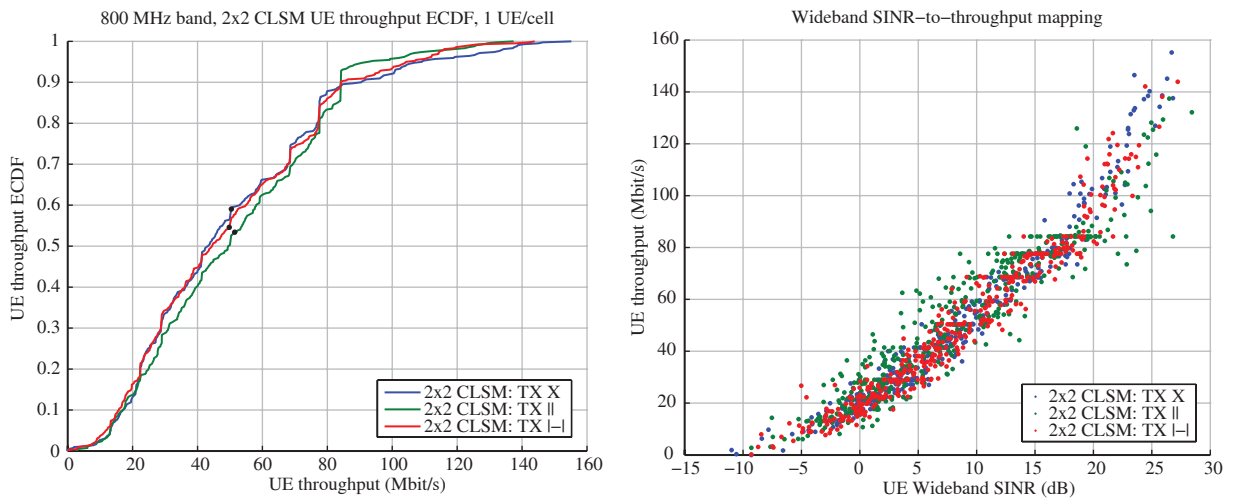 800 MHz band, 2x2 CLSM UE throughput ECDF, 1 UE/cell
UE throughput ECDF
1
0.9
0.8
0.7
0.6
0.5
0.4
0.3
0.2
0.1
0
0 20 40 60 80 100 120 140 160
UE throughput (Mbit/s)
2x2 CLSM: TX X
2x2 CLSM: TX ||
2x2 CLSM: TX |−|
Wideband SINR−to−throughput mapping
UE throughput (Mbit/s)
160
140
120
100
80
60
40
20
0
−15 −10 −5 0 5 10 15 20 25 30
UE Wideband SINR (dB)
2x2 CLSM: TX X
2x2 CLSM: TX ||
2x2 CLSM: TX |−|